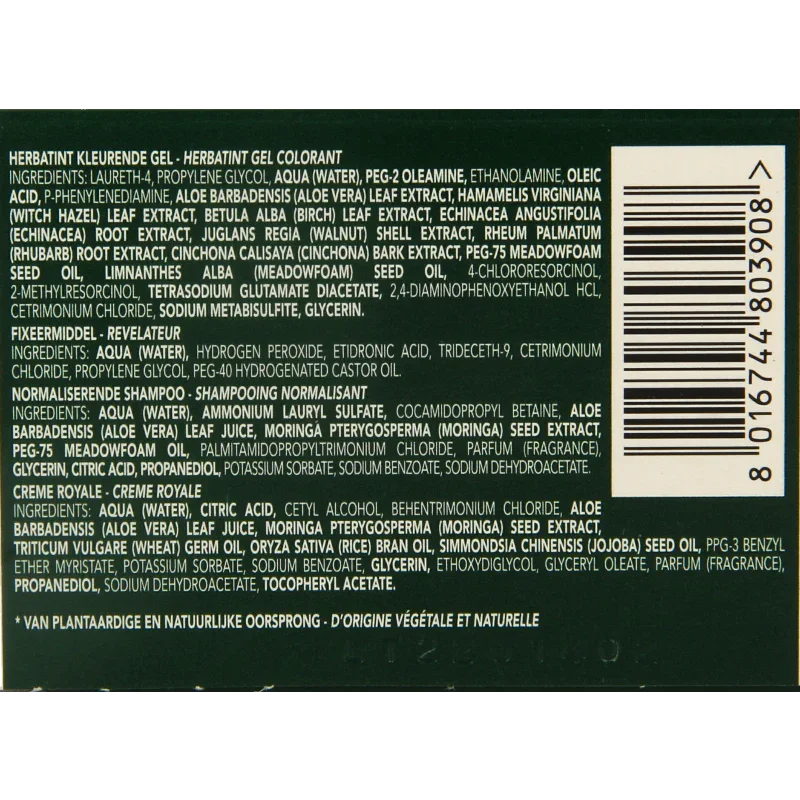 HERBATINT KLEURENDE GEL - HERBATINT GEL COLORANT
INGREDIENTS: LAURETH-4, PROPYLENE GLYCOL, AQUA (WATER), PEG-2 OLEAMINE, ETHANOLAMINE, OLEIC
ACID, P-PHENYLENEDIAMINE, ALOE BARBADENSIS (ALOE VERA) LEAF EXTRACT, HAMAMELIS VIRGINIANA
(WITCH HAZEL) LEAF EXTRACT, BETULA ALBA (BIRCH) LEAF EXTRACT, ECHINACEA ANGUSTIFOLIA
(ECHINACEA) ROOT EXTRACT, JUGLANS REGIA (WALNUT) SHELL EXTRACT, RHEUM PALMATUM
(RHUBARB) ROOT EXTRACT, CINCHONA CALISAYA (CINCHONA) BARK EXTRACT, PEG-75 MEADOWFOAM
SEED OIL, LIMNANTHES ALBA (MEADOWFOAM) SEED OIL, 4-CHLORORESORCINOL,
2-METHYLRESORCINOL, TETRASODIUM GLUTAMATE DIACETATE, 2,4-DIAMINOPHENOXYETHANOL HCL,
CETRIMONIUM CHLORIDE, SODIUM METABISULFITE, GLYCERIN.
FIXEERMIDDEL - REVELATEUR
INGREDIENTS: AQUA (WATER), HYDROGEN PEROXIDE, ETIDRONIC ACID, TRIDECETH-9, CETRIMONIUM
CHLORIDE, PROPYLENE GLYCOL, PEG-40 HYDROGENATED CASTOR OIL.
NORMALISERENDE SHAMPOO - SHAMPOOING NORMALISANT
INGREDIENTS: AQUA (WATER), AMMONIUM LAURYL SULFATE, COCAMIDOPROPYL BETAINE, ALOE
BARBADENSIS (ALOE VERA) LEAF JUICE, MORINGA PTERYGOSPERMA (MORINGA) SEED EXTRACT,
PEG-75 MEADOWFOAM OIL, PALMITAMIDOPROPYLTRIMONIUM CHLORIDE, PARFUM (FRAGRANCE),
GLYCERIN, CITRIC ACID, PROPANEDIOL, POTASSIUM SORBATE, SODIUM BENZOATE, SODIUM DEHYDROACETATE.
CREME ROYALE - CREME ROYALE
INGREDIENTS: AQUA (WATER), CITRIC ACID, CETYL ALCOHOL, BEHENTRIMONIUM CHLORIDE, ALOE
BARBADENSIS (ALOE VERA) LEAF JUICE, MORINGA PTERYGOSPERMA (MORINGA) SEED EXTRACT,
TRITICUM VULGARE (WHEAT) GERM OIL, ORYZA SATIVA (RICE) BRAN OIL, SIMMONDSIA CHINENSIS (JOJOBA) SEED OIL, PPG-3 BENZYL
ETHER MYRISTATE, POTASSIUM SORBATE, SODIUM BENZOATE, GLYCERIN, ETHOXYDIGLYCOL, GLYCERYL OLEATE, PARFUM (FRAGRANCE),
PROPANEDIOL, SODIUM DEHYDROACETATE, TOCOPHERYL ACETATE.
* VAN PLANTAARDIGE EN NATUURLIJKE OORSPRONG - D'ORIGINE VÉGÉTALE ET NATURELLE
8 016744 803908 >